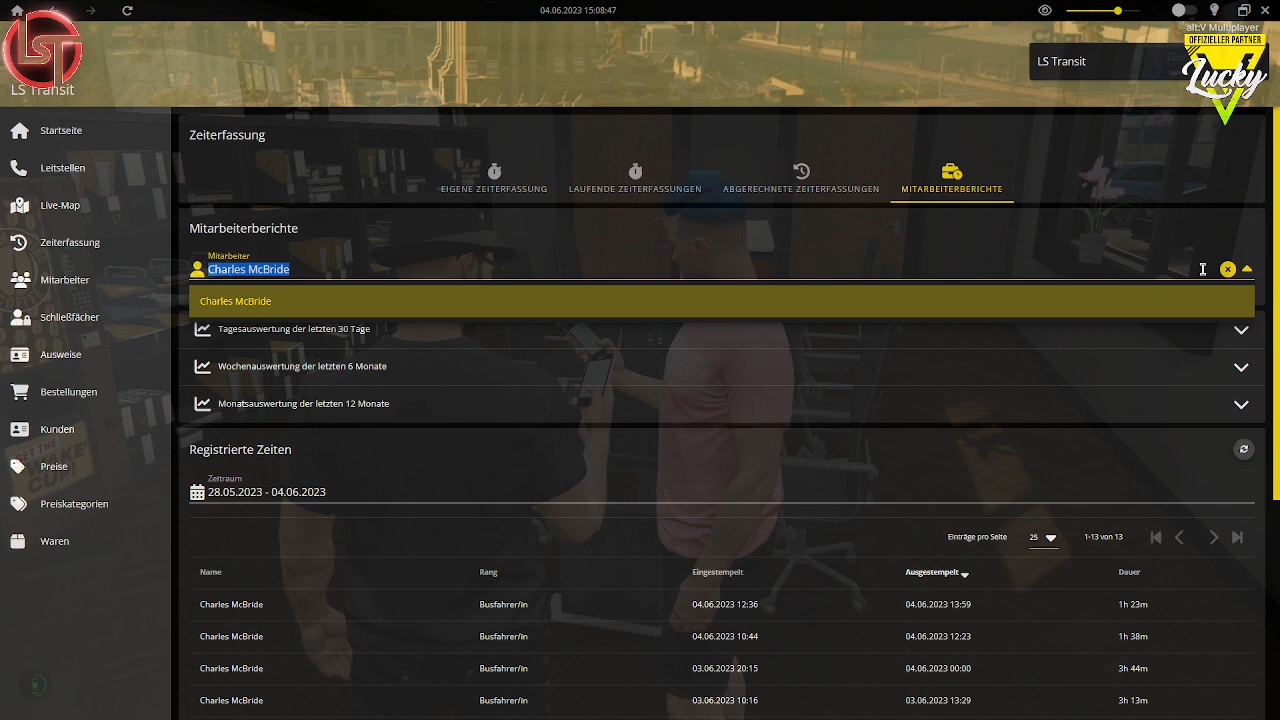 04.06.2023 15:08:47
alt:V Multiplayer
OFFIZIELLER PARTNER
Lucky
V
LST
LS Transit
LS Transit
Startseite
Leitstellen
Live-Map
Zeiterfassung
Mitarbeiter
Schließfächer
Ausweise
Bestellungen
Kunden
Preise
Preiskategorien
Waren
Zeiterfassung
EIGENE ZEITERFASSUNG
LAUFENDE ZEITERFASSUNGEN
ABGERECHNETE ZEITERFASSUNGEN
MITARBEITERBERICHTE
Mitarbeiterberichte
Mitarbeiter
Charles McBride
Charles McBride
Tagesauswertung der letzten 30 Tage
Wochenauswertung der letzten 6 Monate
Monatsauswertung der letzten 12 Monate
Registrierte Zeiten
Zeitraum
28.05.2023 - 04.06.2023
Einträge pro Seite 25 1-13 von 13
Name Rang Eingestempelt Ausgestempelt Dauer
Charles McBride Busfahrer/in 04.06.2023 12:36 04.06.2023 13:59 1h 23m
Charles McBride Busfahrer/in 04.06.2023 10:44 04.06.2023 12:23 1h 38m
Charles McBride Busfahrer/in 03.06.2023 20:15 04.06.2023 00:00 3h 44m
Charles McBride Busfahrer/in 03.06.2023 10:16 03.06.2023 13:29 3h 13m